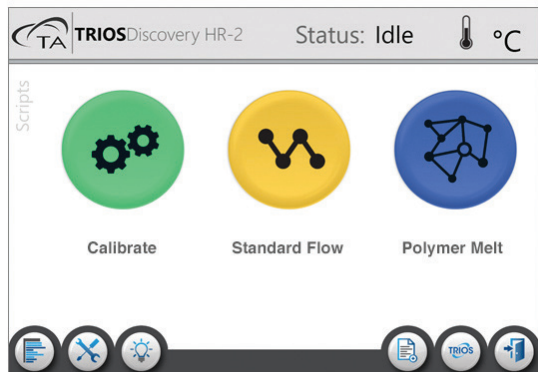 TA TRIOSDiscovery HR-2 Status: Idle °C
Scripts
Calibrate Standard Flow Polymer Melt
TRIOS